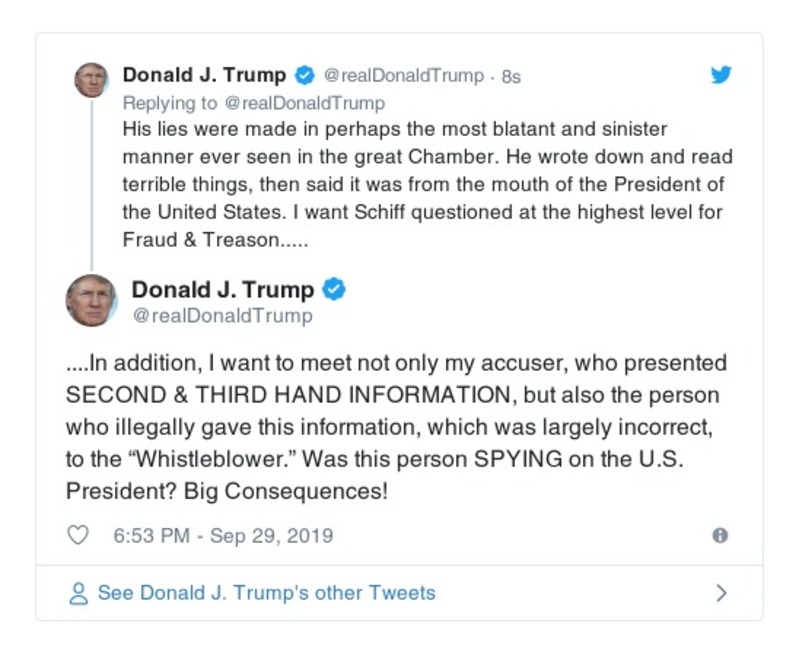 Donald J. Trump @realDonaldTrump · 8s
Replying to @realDonaldTrump
His lies were made in perhaps the most blatant and sinister
manner ever seen in the great Chamber. He wrote down and read
terrible things, then said it was from the mouth of the President of
the United States. I want Schiff questioned at the highest level for
Fraud & Treason.....
Donald J. Trump
@realDonaldTrump
....In addition, I want to meet not only my accuser, who presented
SECOND & THIRD HAND INFORMATION, but also the person
who illegally gave this information, which was largely incorrect,
to the “Whistleblower.” Was this person SPYING on the U.S.
President? Big Consequences!
6:53 PM - Sep 29, 2019
See Donald J. Trump's other Tweets